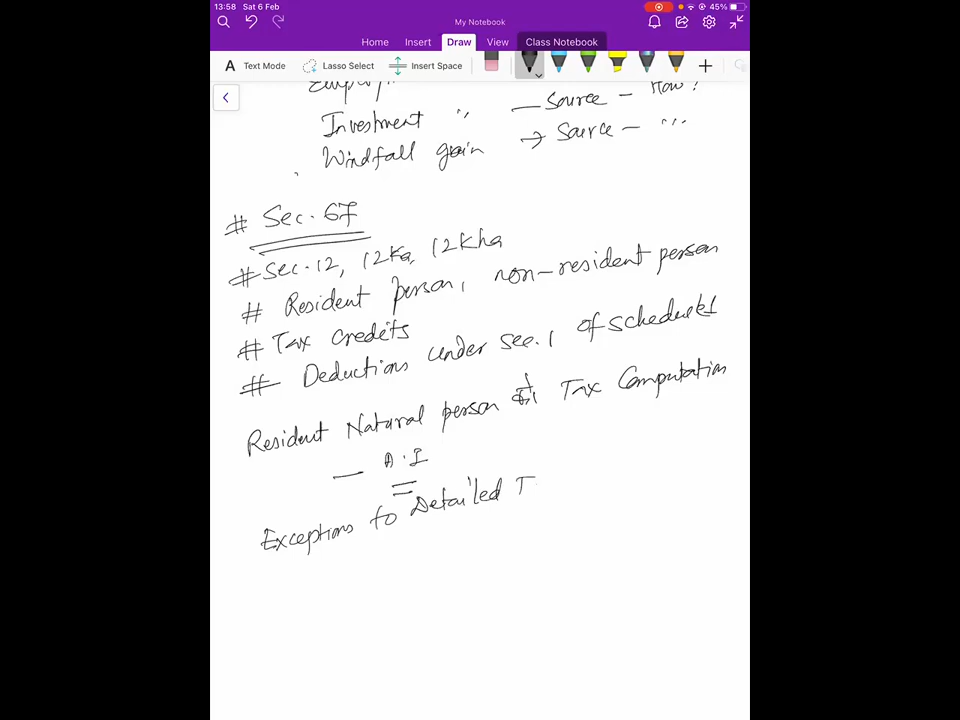 13:58 Sat 6 Feb
45%
My Notebook
Home Insert Draw View Class Notebook
A Text Mode Lasso Select Insert Space
— Source — How?
Investment " — Source — "
Windfall gain → Source — "
# Sec. 67
# Sec. 12, 12Ka, 12Kha
# Resident person, non-resident person
# Tax credits
# Deductions under sec. 1 of schedule 1
Resident Natural person Tax Computation
— A.I
Exceptions to Detailed T